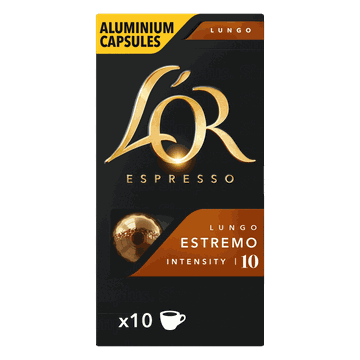 ALUMINIUM
CAPSULES
LUNGO
L'OR
ESPRESSO
LUNGO
ESTREMO
INTENSITY | 10
x10